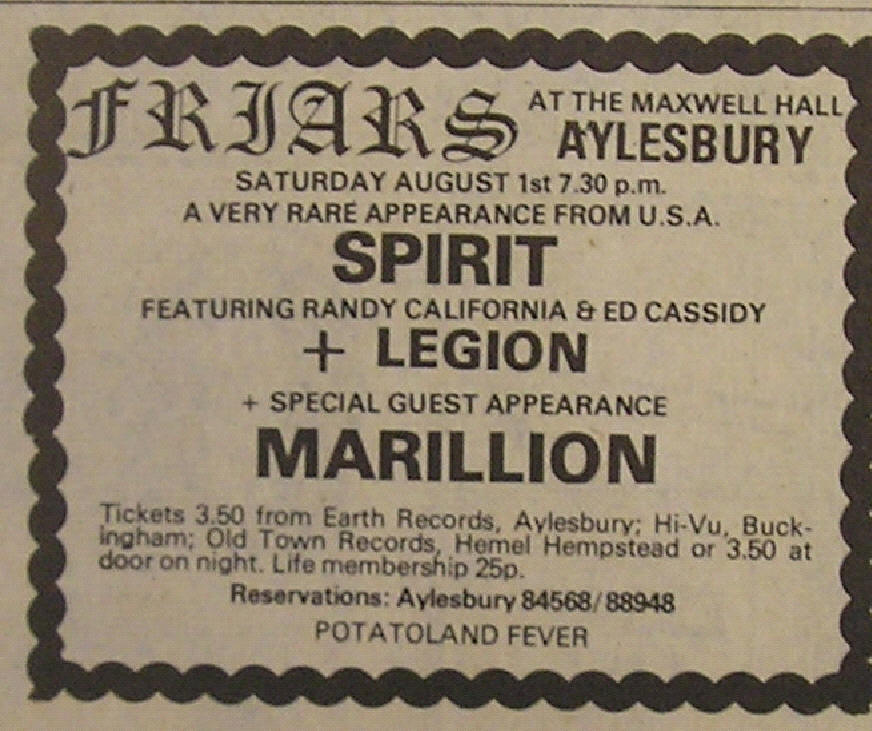 FRIARS AT THE MAXWELL HALL
AYLESBURY
SATURDAY AUGUST 1st 7.30 p.m.
A VERY RARE APPEARANCE FROM U.S.A.
SPIRIT
FEATURING RANDY CALIFORNIA & ED CASSIDY
+ LEGION
+ SPECIAL GUEST APPEARANCE
MARILLION
Tickets 3.50 from Earth Records, Aylesbury; Hi-Vu, Buck-
ingham; Old Town Records, Hemel Hempstead or 3.50 at
door on night. Life membership 25p.
Reservations: Aylesbury 84568/88948
POTATOLAND FEVER